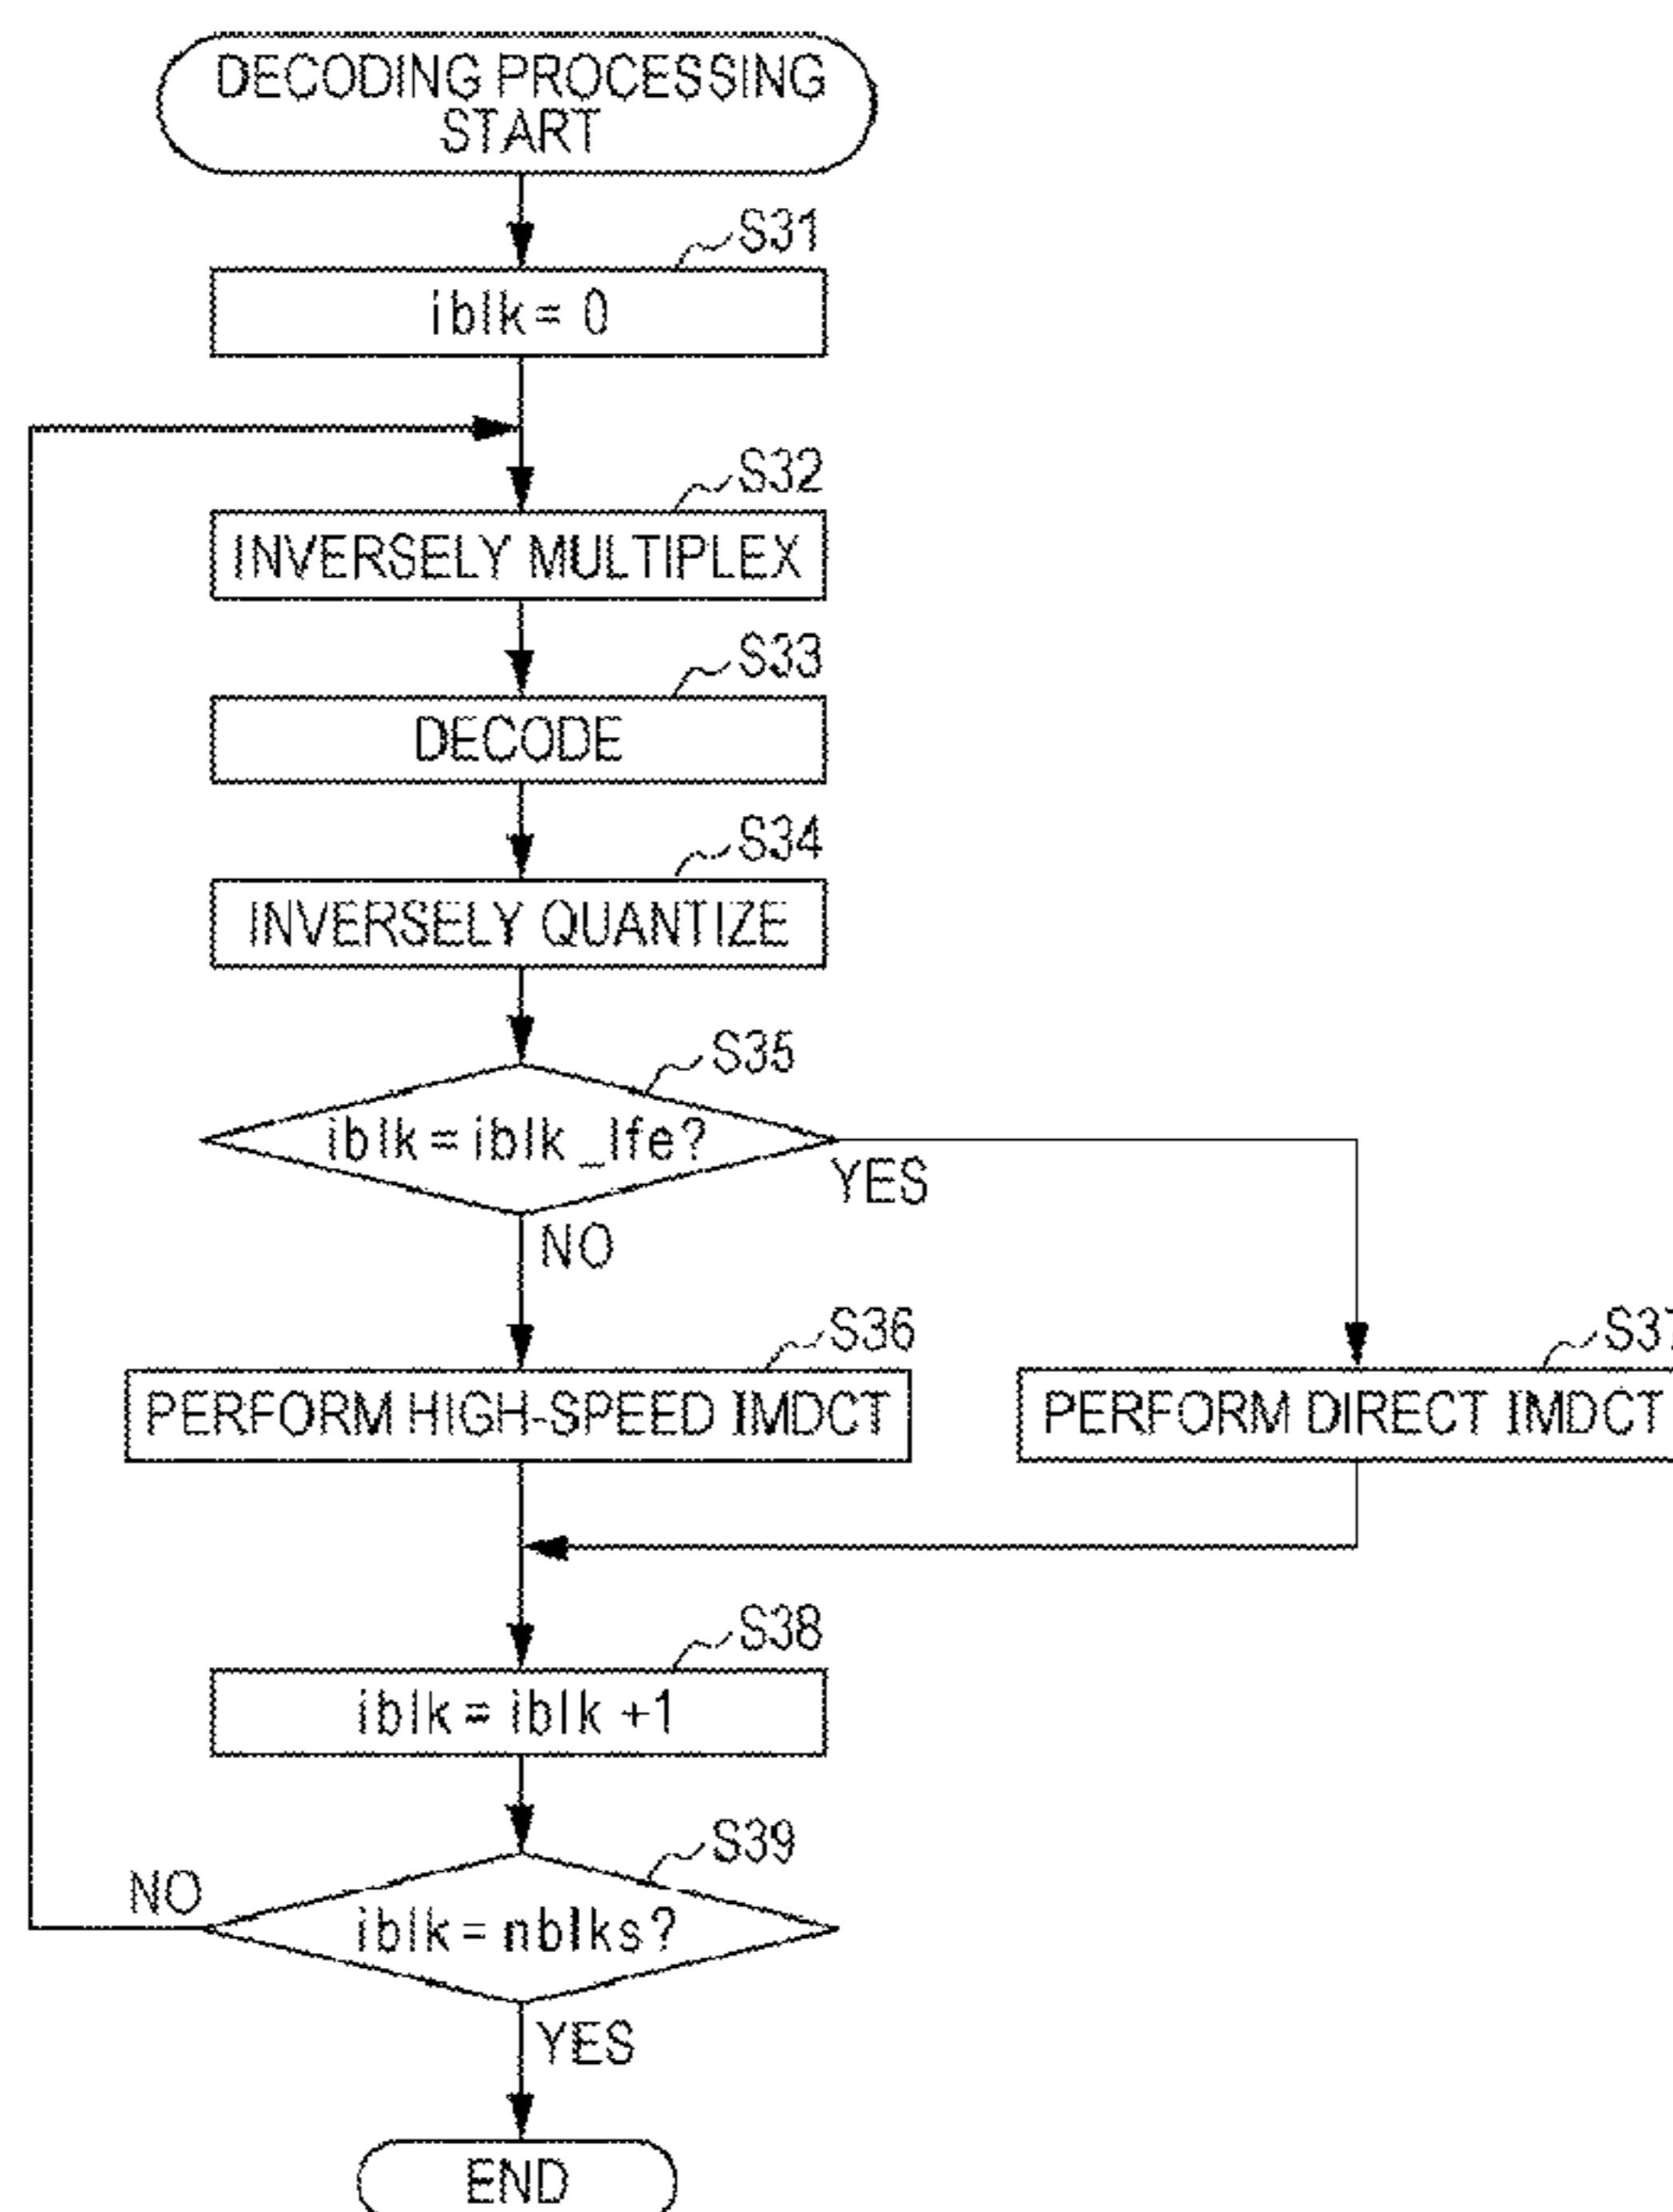 DECODING PROCESSING
START
S31
iblk = 0
S32
INVERSELY MULTIPLEX
S33
DECODE
S34
INVERSELY QUANTIZE
S35
iblk = iblk_lfe?
YES
NO
S36
S37
PERFORM HIGH-SPEED IMDCT
PERFORM DIRECT IMDCT
S38
iblk = iblk +1
S39
NO
iblk = nblks?
YES
END